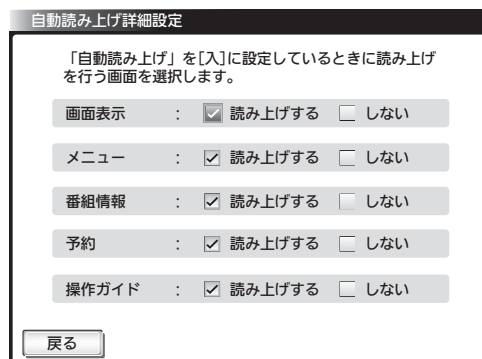 自動読み上げ詳細設定
「自動読み上げ」を[入]に設定しているときに読み上げ
を行う画面を選択します。
画面表示 : 読み上げする しない
メニュー : 読み上げする しない
番組情報 : 読み上げする しない
予約 : 読み上げする しない
操作ガイド : 読み上げする しない
戻る